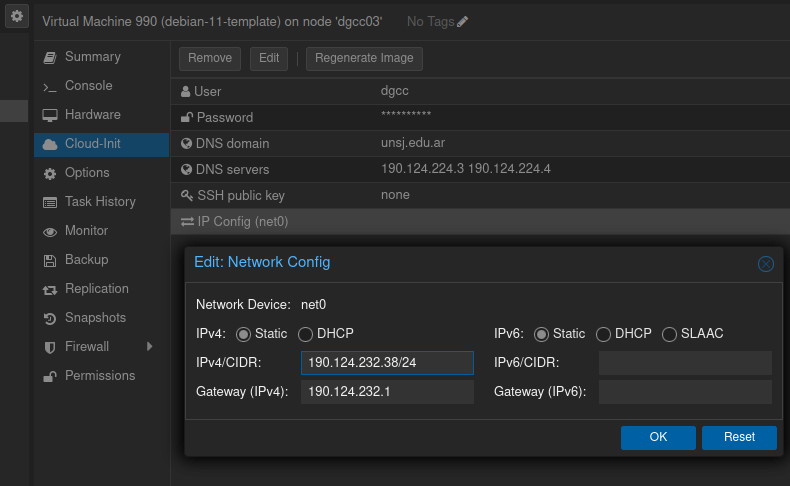 Virtual Machine 990 (debian-11-template) on node 'dgcc03' No Tags
Summary
Console
Hardware
Cloud-Init
Options
Task History
Monitor
Backup
Replication
Snapshots
Firewall
Permissions
Remove Edit Regenerate Image
User dgcc
Password **********
DNS domain unsj.edu.ar
DNS servers 190.124.224.3 190.124.224.4
SSH public key none
IP Config (net0)
Edit: Network Config
Network Device: net0
IPv4: Static DHCP
IPv4/CIDR: 190.124.232.38/24
Gateway (IPv4): 190.124.232.1
IPv6: Static DHCP SLAAC
IPv6/CIDR:
Gateway (IPv6):
OK Reset